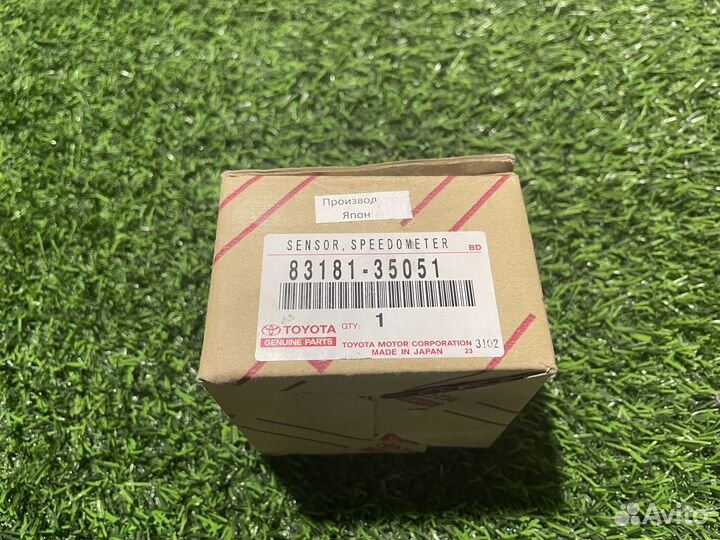 Производ
Япон
SENSOR, SPEEDOMETER BD
83181-35051
TOYOTA QTY: 1
GENUINE PARTS TOYOTA MOTOR CORPORATION 3102
MADE IN JAPAN 23
Avito